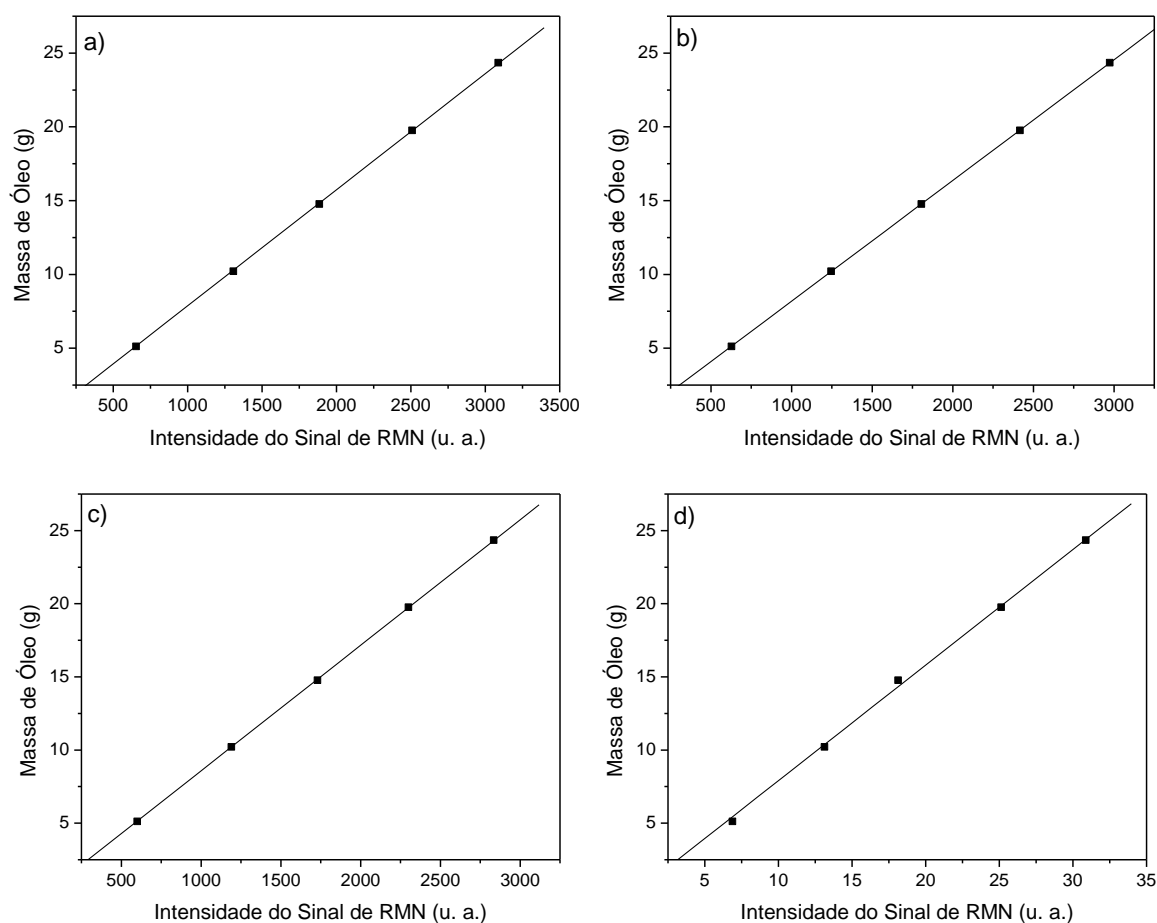 a)
25
20
15
10
5
Massa de Óleo (g)
500 1000 1500 2000 2500 3000 3500
Intensidade do Sinal de RMN (u. a.)
b)
25
20
15
10
5
Massa de Óleo (g)
500 1000 1500 2000 2500 3000
Intensidade do Sinal de RMN (u. a.)
c)
25
20
15
10
5
Massa de Óleo (g)
500 1000 1500 2000 2500 3000
Intensidade do Sinal de RMN (u. a.)
d)
25
20
15
10
5
Massa de Óleo (g)
5 10 15 20 25 30 35
Intensidade do Sinal de RMN (u. a.)